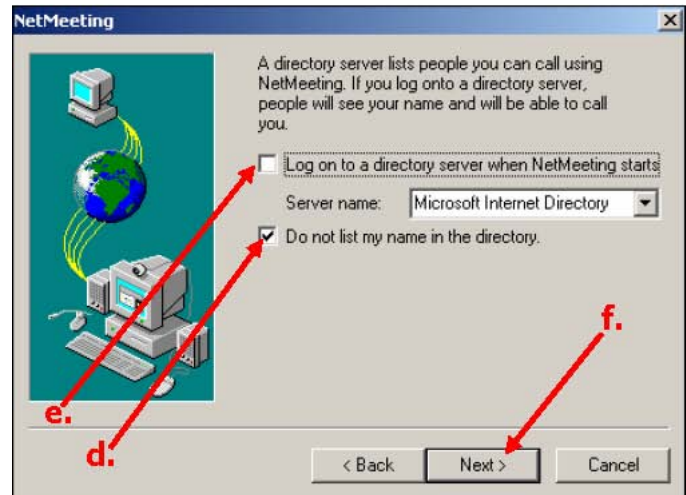 NetMeeting
A directory server lists people you can call using
NetMeeting. If you log onto a directory server,
people will see your name and will be able to call
you.
Log on to a directory server when NetMeeting starts
Server name: Microsoft Internet Directory
Do not list my name in the directory.
f.
e.
d.
< Back Next > Cancel